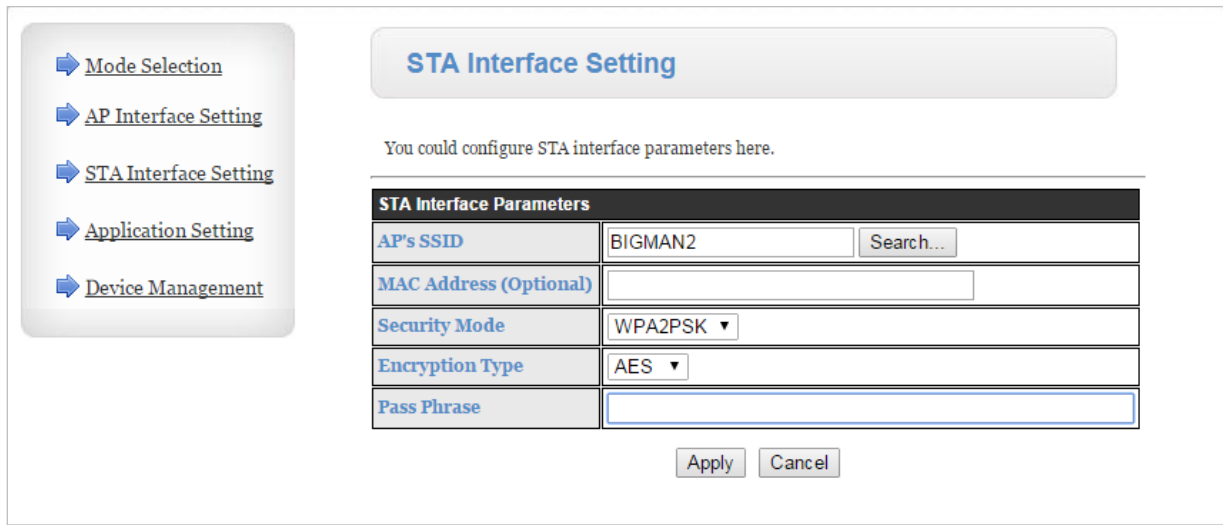 Mode Selection
AP Interface Setting
STA Interface Setting
Application Setting
Device Management
STA Interface Setting
You could configure STA interface parameters here.
STA Interface Parameters
AP's SSID BIGMAN2 Search...
MAC Address (Optional)
Security Mode WPA2PSK
Encryption Type AES
Pass Phrase
Apply Cancel